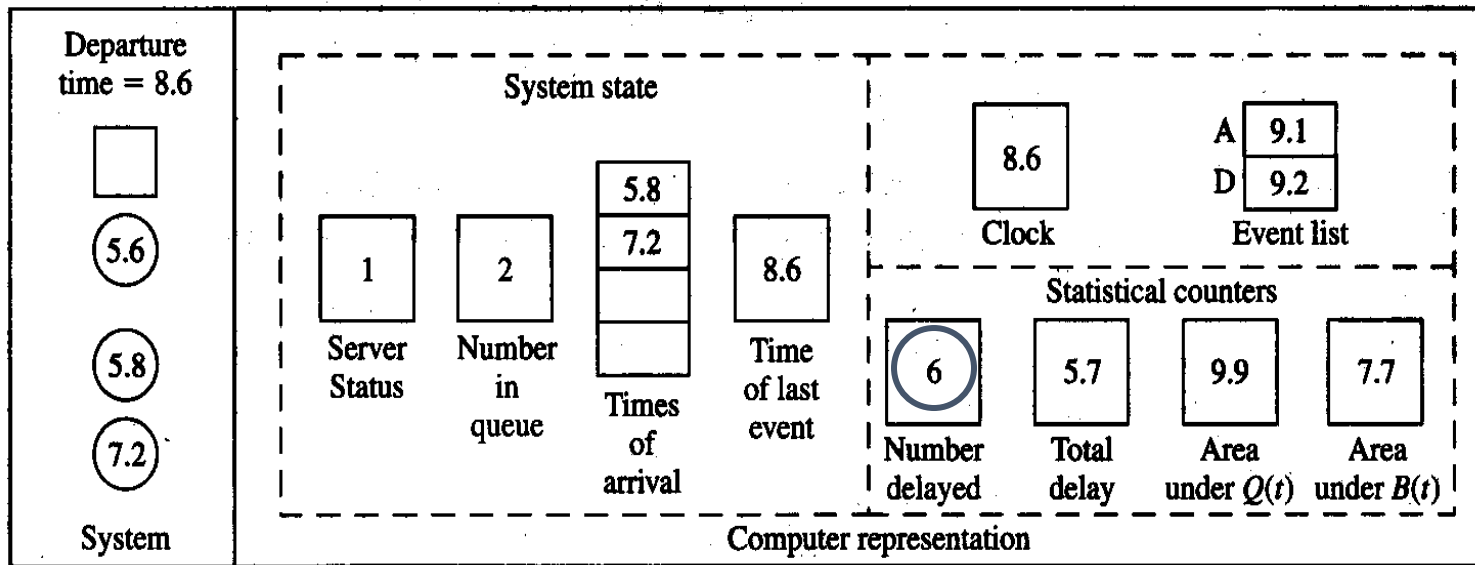 Departure
time = 8.6
5.6
5.8
7.2
System
System state
1
Server
Status
2
Number
in
queue
5.8
7.2
Times
of
arrival
8.6
Time
of last
event
8.6
Clock
A 9.1
D 9.2
Event list
Statistical counters
6
Number
delayed
5.7
Total
delay
9.9
Area
under Q(t)
7.7
Area
under B(t)
Computer representation